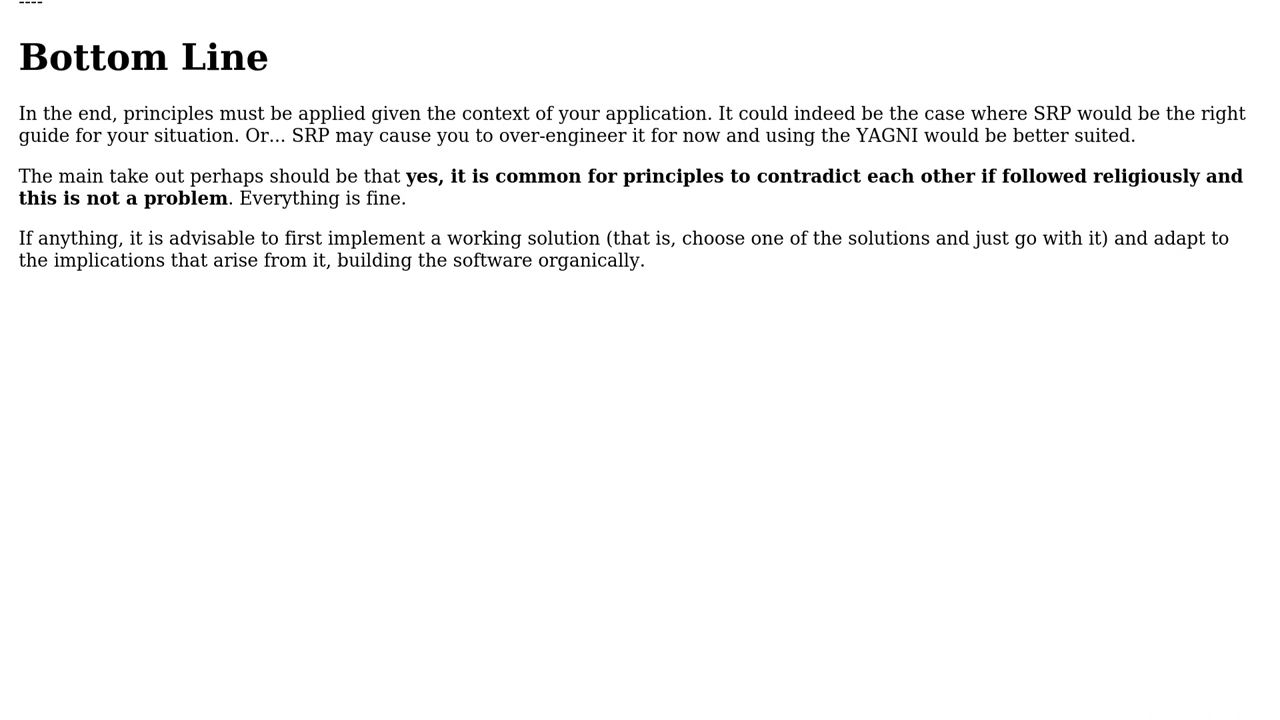 ----
Bottom Line
In the end, principles must be applied given the context of your application. It could indeed be the case where SRP would be the right
guide for your situation. Or... SRP may cause you to over-engineer it for now and using the YAGNI would be better suited.
The main take out perhaps should be that yes, it is common for principles to contradict each other if followed religiously and
this is not a problem. Everything is fine.
If anything, it is advisable to first implement a working solution (that is, choose one of the solutions and just go with it) and adapt to
the implications that arise from it, building the software organically.